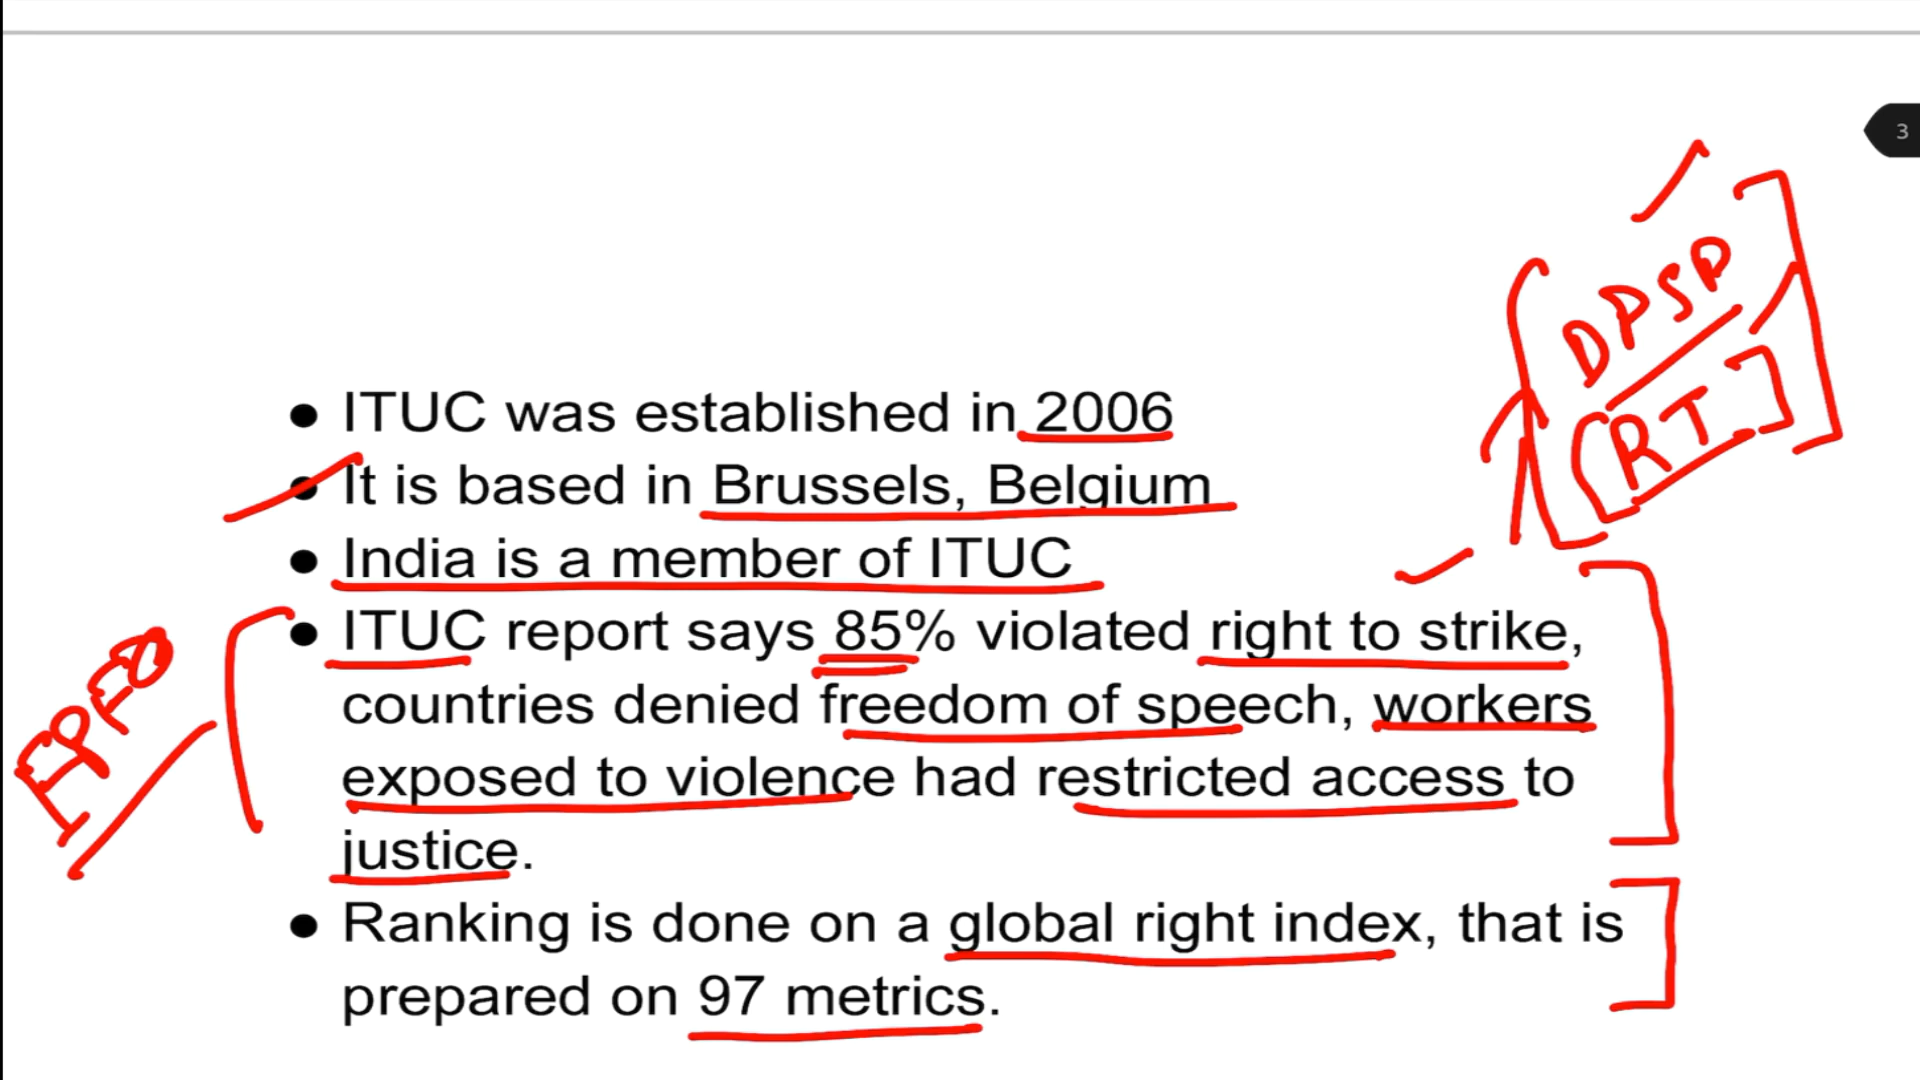 3
DPSP
[RT]
● ITUC was established in 2006
● It is based in Brussels, Belgium
● India is a member of ITUC
● ITUC report says 85% violated right to strike,
countries denied freedom of speech, workers
exposed to violence had restricted access to
justice.
EPFO
● Ranking is done on a global right index, that is
prepared on 97 metrics.